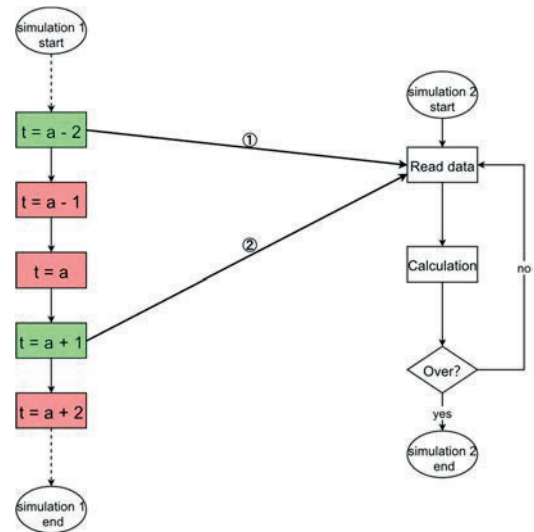 simulation 1
start
t = a - 2
t = a - 1
t = a
t = a + 1
t = a + 2
simulation 1
end
①
②
simulation 2
start
Read data
Calculation
no
Over?
yes
simulation 2
end